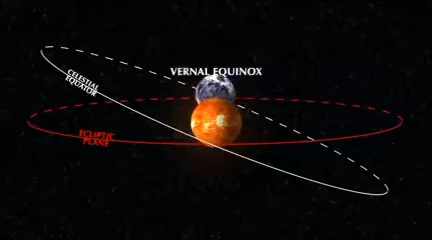 VERNAL EQUINOX
CELESTIAL
EQUATOR
ECLIPTIC
PLANE